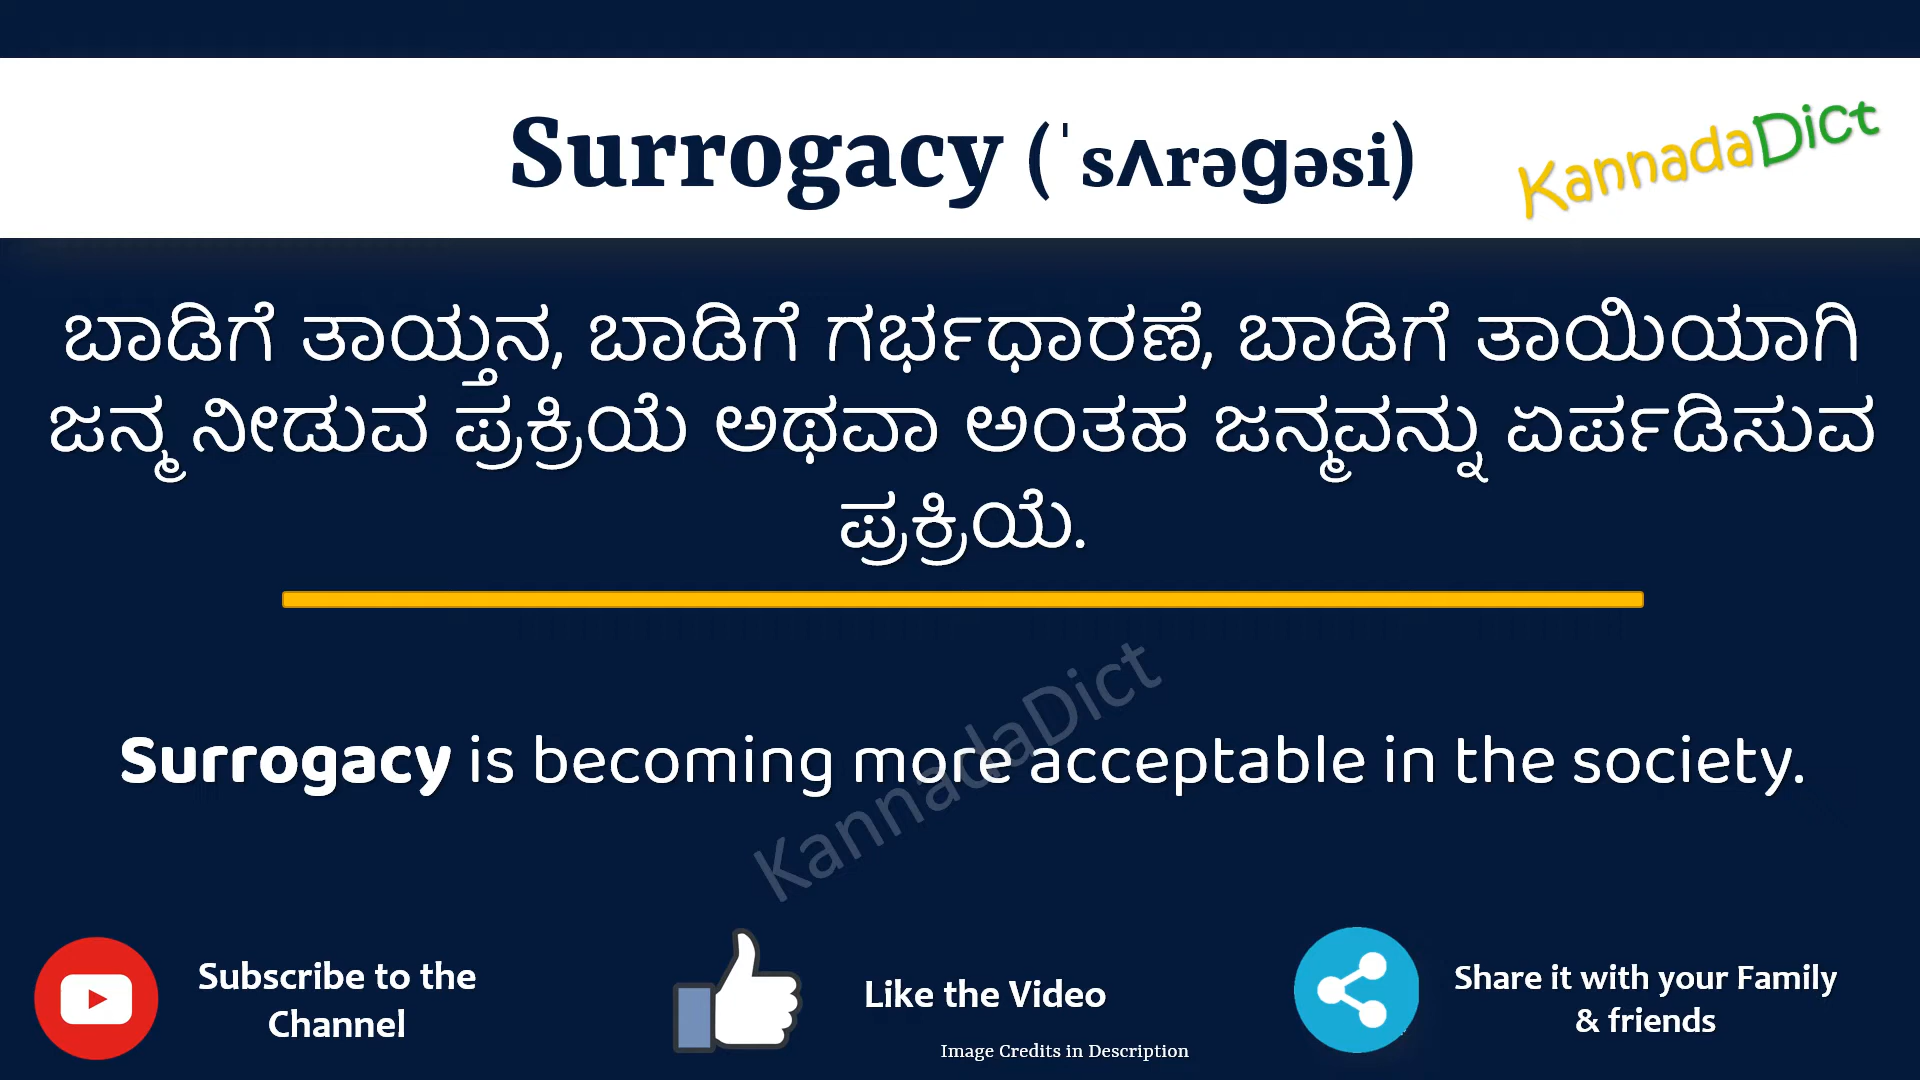 Surrogacy (ˈsʌrəɡəsi)
KannadaDict
ಬಾಡಿಗೆ ತಾಯ್ತನ, ಬಾಡಿಗೆ ಗರ್ಭಧಾರಣೆ, ಬಾಡಿಗೆ ತಾಯಿಯಾಗಿ
ಜನ್ಮ ನೀಡುವ ಪ್ರಕ್ರಿಯೆ ಅಥವಾ ಅಂತಹ ಜನ್ಮವನ್ನು ಏರ್ಪಡಿಸುವ
ಪ್ರಕ್ರಿಯೆ.
Surrogacy is becoming more acceptable in the society.
KannadaDict
Subscribe to the
Channel
Like the Video
Share it with your Family
& friends
Image Credits in Description